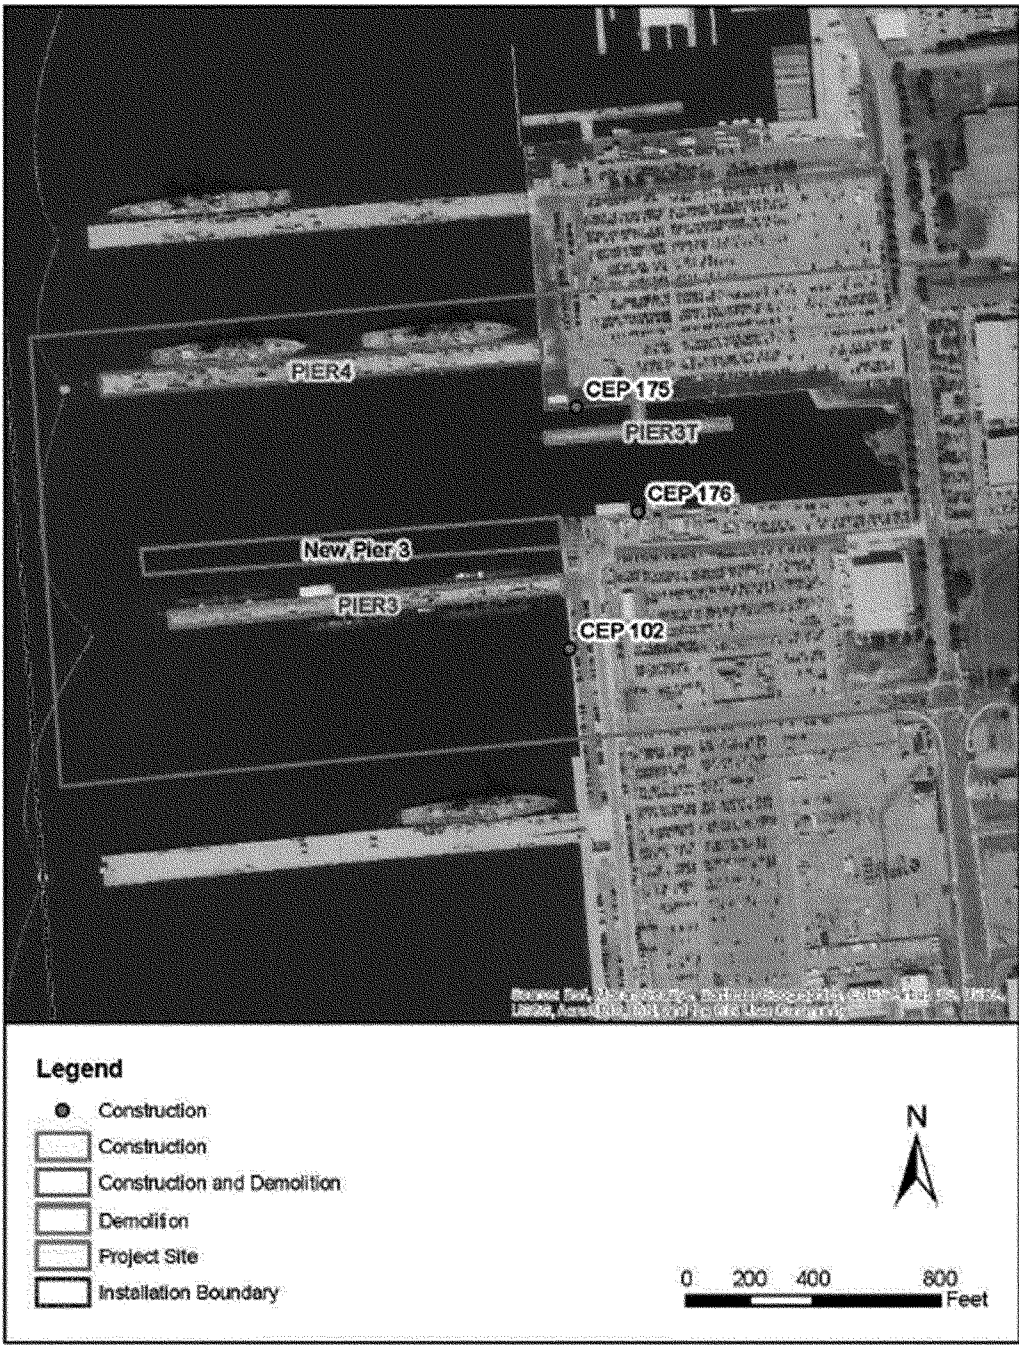 PIER4
CEP 175
PIER3T
CEP 176
New Pier 3
PIER3
CEP 102
Legend
Construction
Construction
Construction and Demolition
Demolition
Project Site
Installation Boundary
N
0 200 400 800
Feet